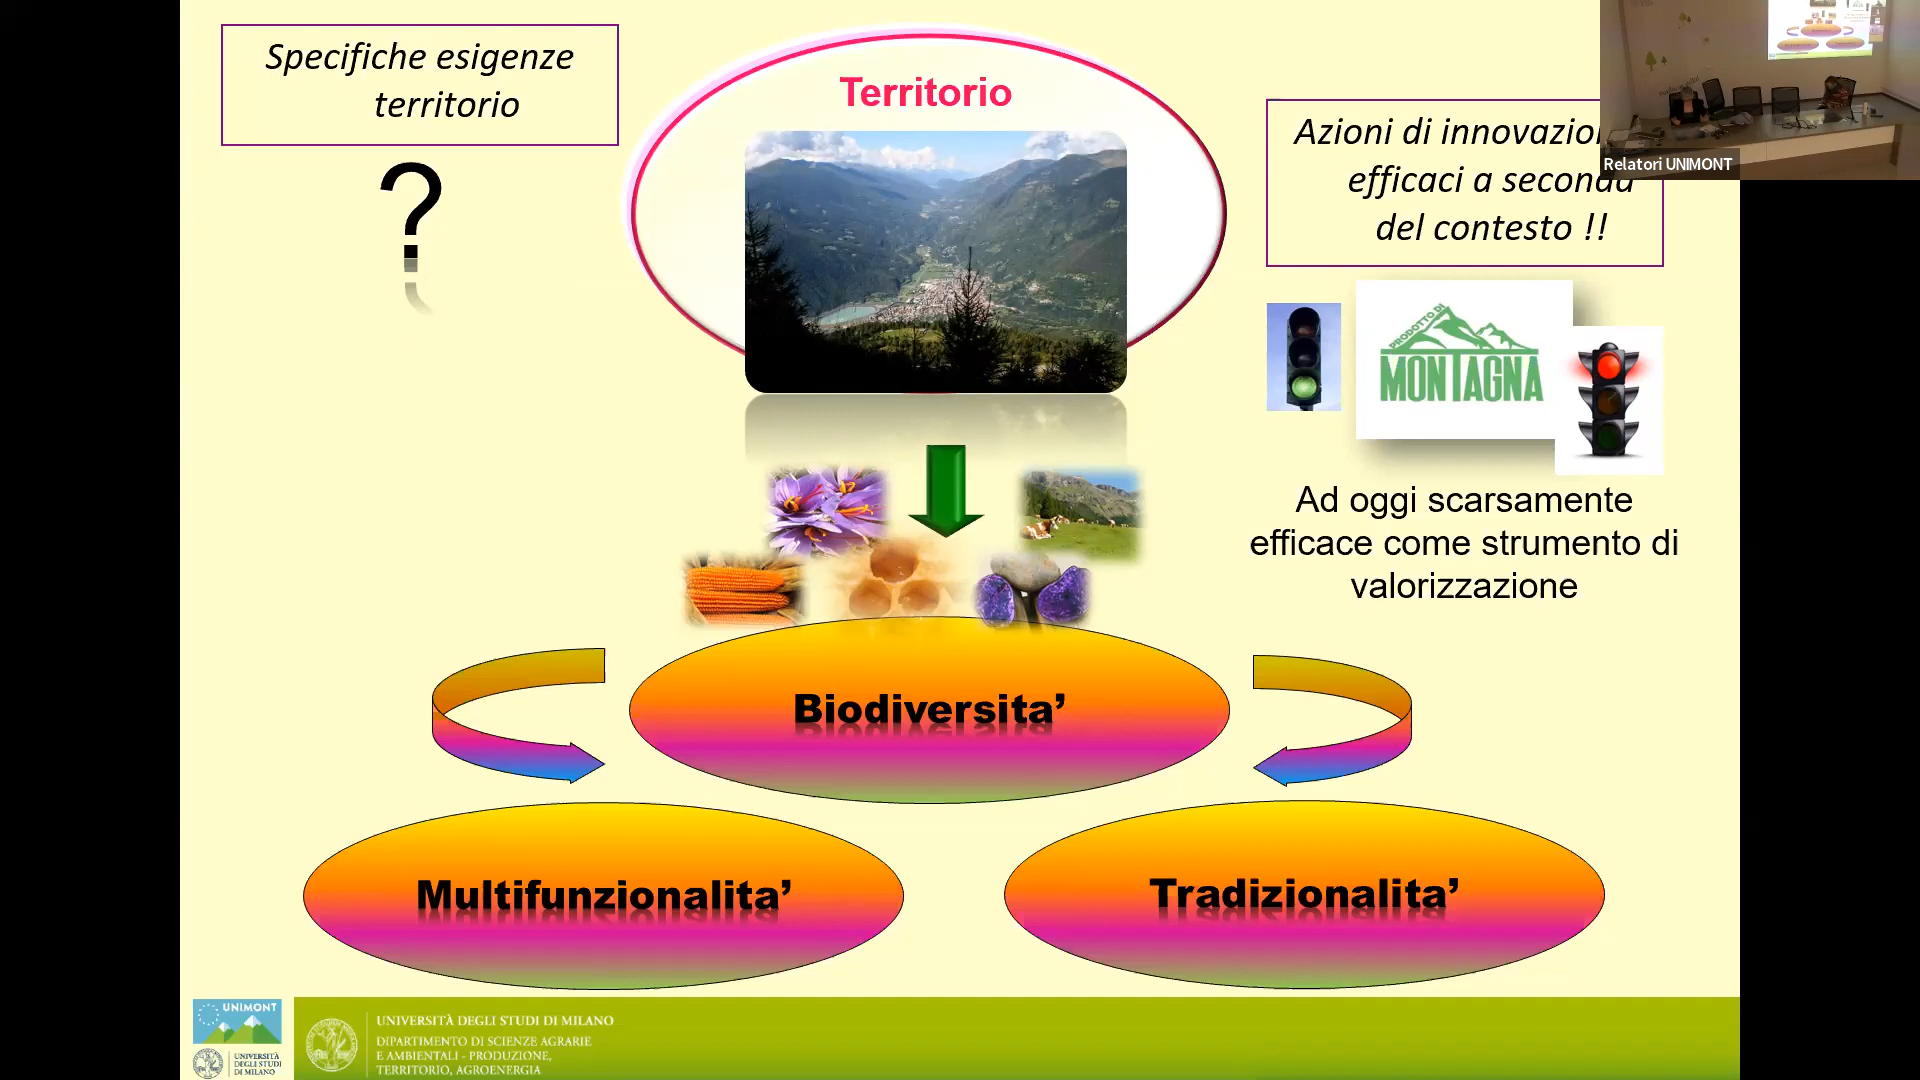 Specifiche esigenze
territorio
?
Territorio
Azioni di innovazio
efficaci a seconda
del contesto !!
Relatori UNIMONT
PRODOTTO DI
MONTAGNA
Ad oggi scarsamente
efficace come strumento di
valorizzazione
Biodiversita’
Multifunzionalita’
Tradizionalita’
UNIMONT
UNIVERSITÀ
DEGLI STUDI
DI MILANO
UNIVERSITÀ DEGLI STUDI DI MILANO
DIPARTIMENTO DI SCIENZE AGRARIE
E AMBIENTALI - PRODUZIONE,
TERRITORIO, AGROENERGIA